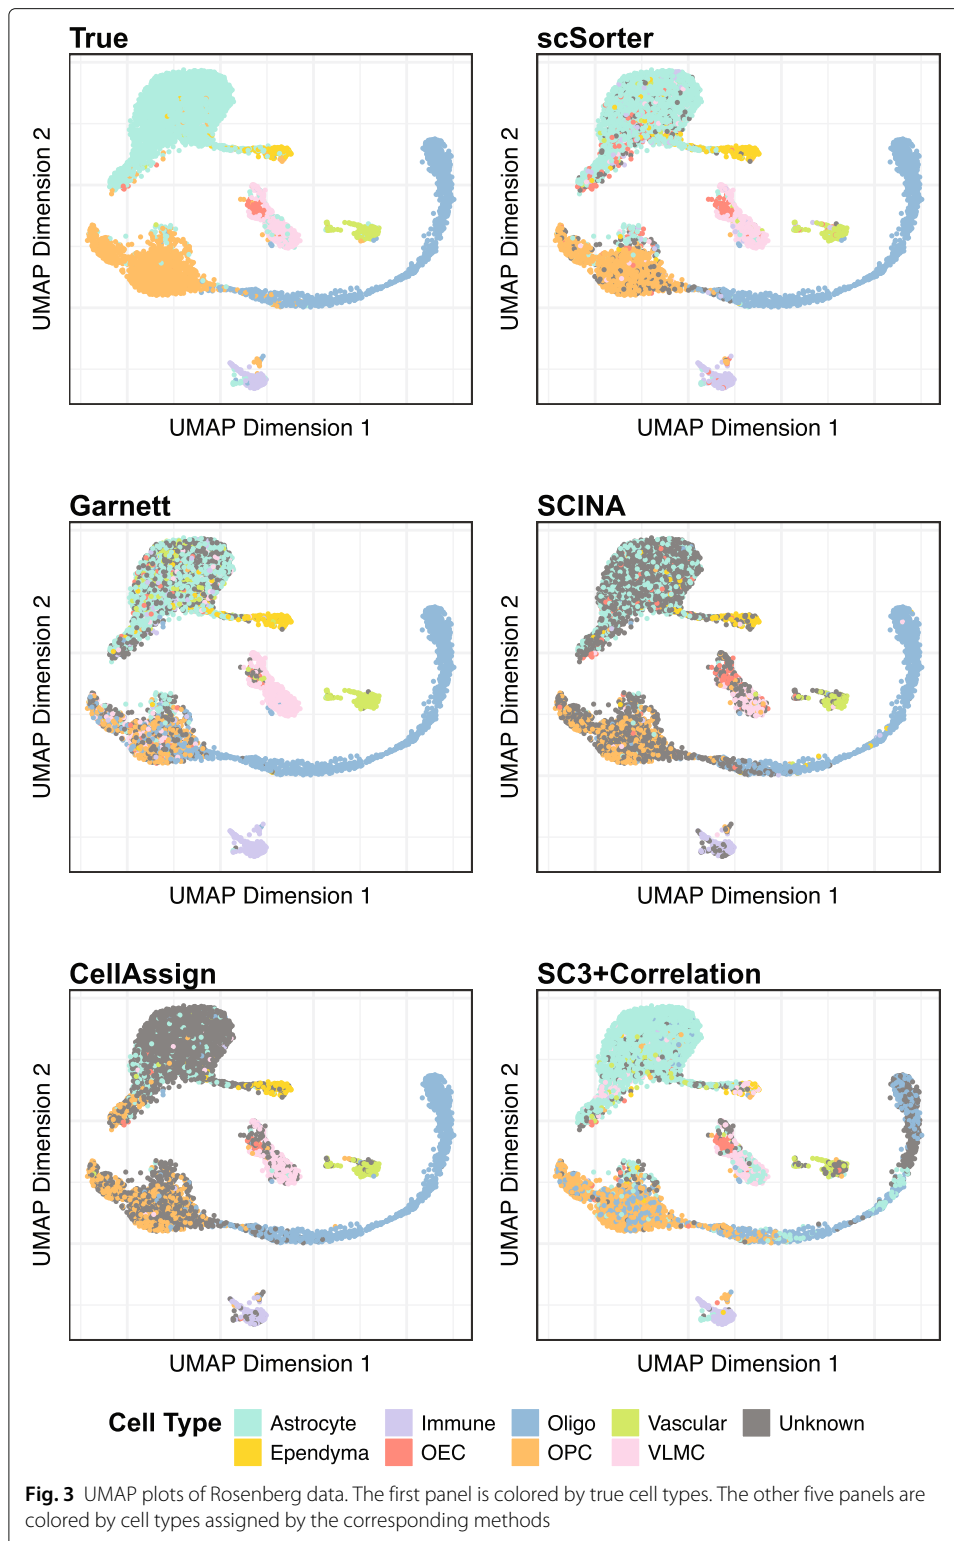 True
scSorter
UMAP Dimension 2
UMAP Dimension 2
UMAP Dimension 1
UMAP Dimension 1
Garnett
SCINA
UMAP Dimension 2
UMAP Dimension 2
UMAP Dimension 1
UMAP Dimension 1
CellAssign
SC3+Correlation
UMAP Dimension 2
UMAP Dimension 2
UMAP Dimension 1
UMAP Dimension 1
Cell Type
Astrocyte Immune Oligo Vascular Unknown
Ependyma OEC OPC VLMC
Fig. 3 UMAP plots of Rosenberg data. The first panel is colored by true cell types. The other five panels are
colored by cell types assigned by the corresponding methods